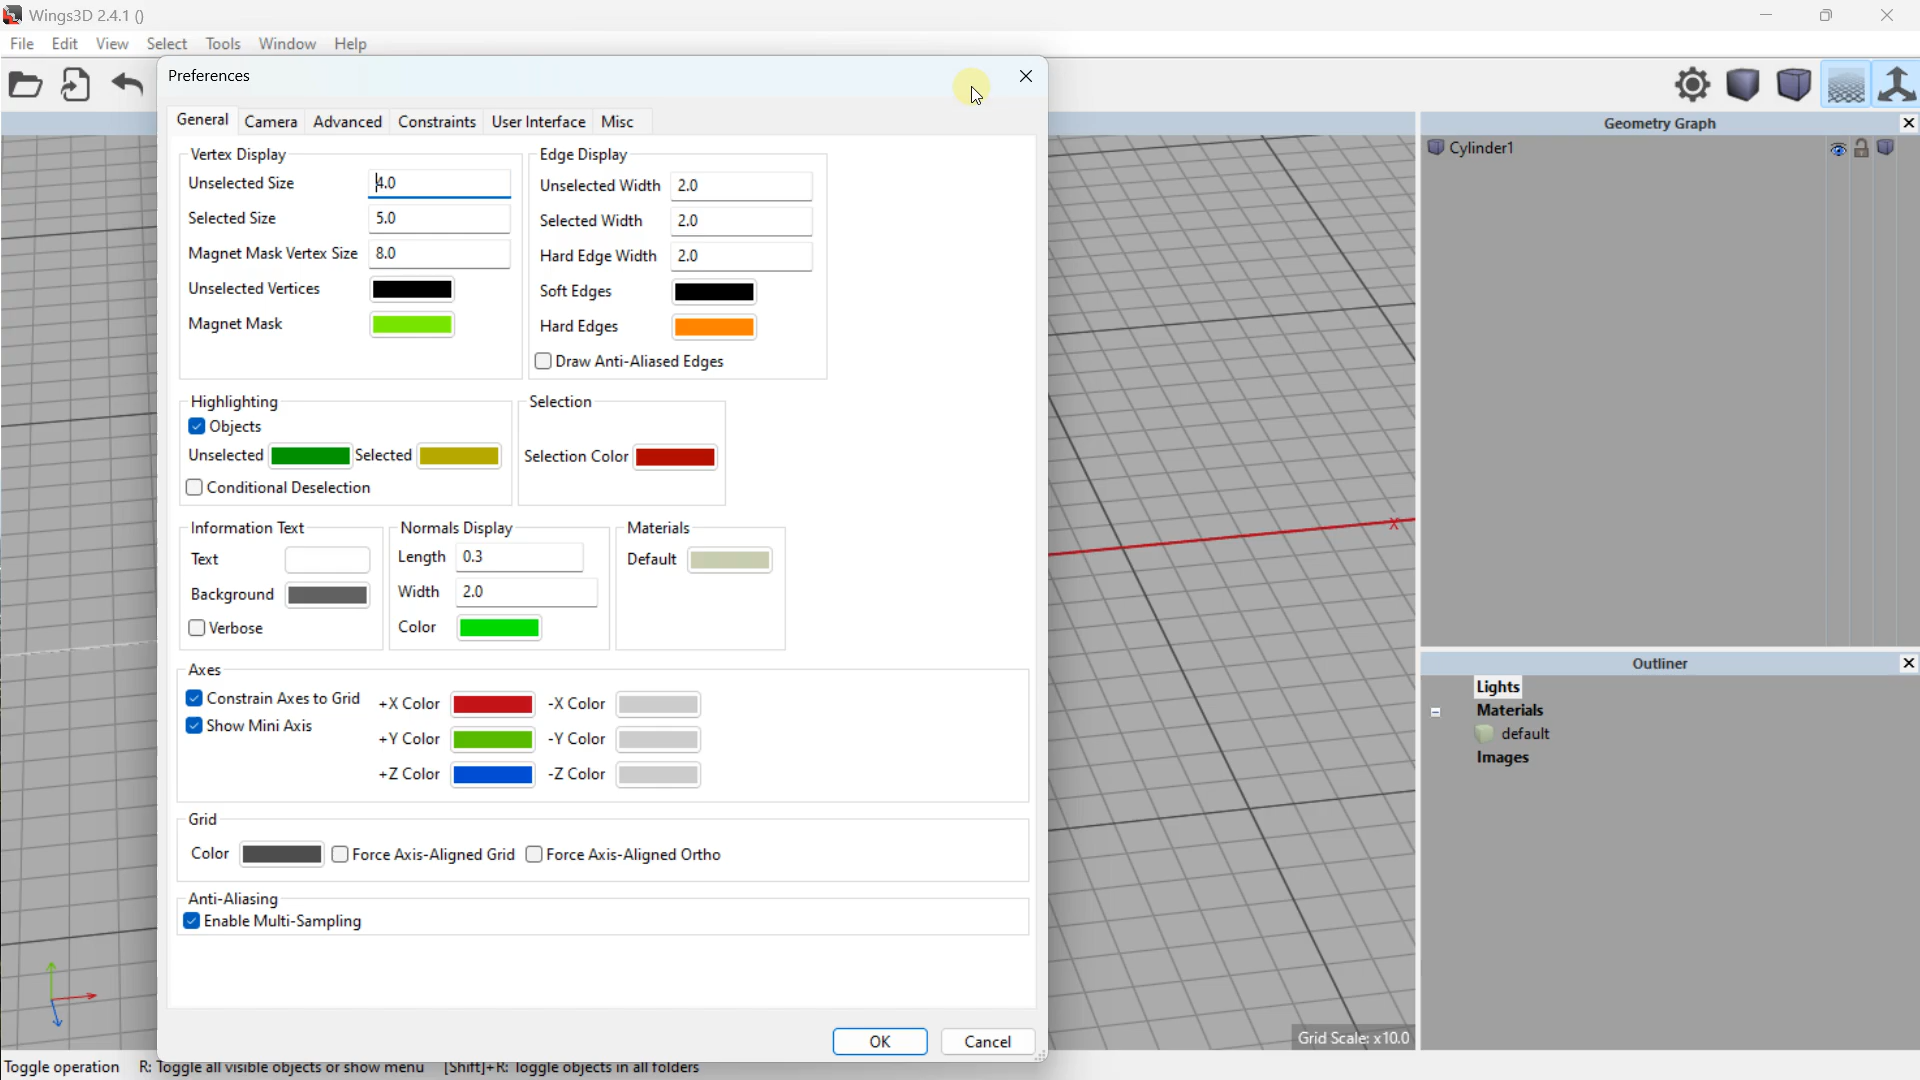 Wings3D 2.4.1 ()
File Edit View Select Tools Window Help
Preferences
General Camera Advanced Constraints User Interface Misc
Vertex Display
Unselected Size 4.0
Selected Size 5.0
Magnet Mask Vertex Size 8.0
Unselected Vertices
Magnet Mask
Edge Display
Unselected Width 2.0
Selected Width 2.0
Hard Edge Width 2.0
Soft Edges
Hard Edges
Draw Anti-Aliased Edges
Highlighting
Objects
Unselected Selected
Conditional Deselection
Selection
Selection Color
Information Text
Text
Background
Verbose
Normals Display
Length 0.3
Width 2.0
Color
Materials
Default
Axes
Constrain Axes to Grid +X Color -X Color
Show Mini Axis +Y Color -Y Color
+Z Color -Z Color
Grid
Color Force Axis-Aligned Grid Force Axis-Aligned Ortho
Anti-Aliasing
Enable Multi-Sampling
OK Cancel
X
Grid Scale: x10.0
Geometry Graph
Cylinder1
Outliner
Lights
Materials
default
Images
Toggle operation R: Toggle all visible objects or show menu [Shift]+R: Toggle objects in all folders